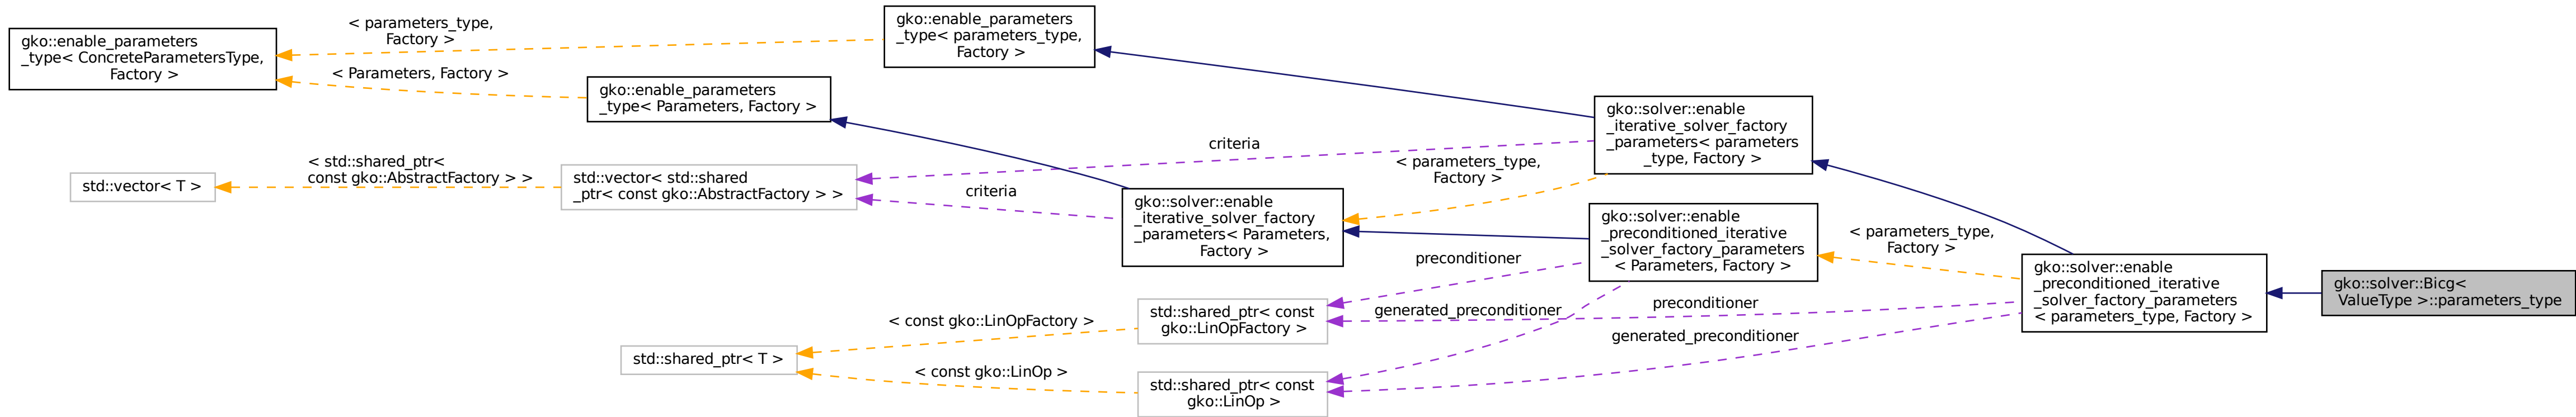 gko::enable_parameters
_type< ConcreteParametersType,
Factory >
< parameters_type,
Factory >
< Parameters, Factory >
gko::enable_parameters
_type< parameters_type,
Factory >
gko::enable_parameters
_type< Parameters, Factory >
std::vector< T >
< std::shared_ptr<
const gko::AbstractFactory > >
std::vector< std::shared
_ptr< const gko::AbstractFactory > >
criteria
criteria
gko::solver::enable
_iterative_solver_factory
_parameters< Parameters,
Factory >
< parameters_type,
Factory >
gko::solver::enable
_iterative_solver_factory
_parameters< parameters
_type, Factory >
gko::solver::enable
_preconditioned_iterative
_solver_factory_parameters
< Parameters, Factory >
< parameters_type,
Factory >
preconditioner
generated_preconditioner
preconditioner
generated_preconditioner
std::shared_ptr< T >
< const gko::LinOpFactory >
< const gko::LinOp >
std::shared_ptr< const
gko::LinOpFactory >
std::shared_ptr< const
gko::LinOp >
gko::solver::enable
_preconditioned_iterative
_solver_factory_parameters
< parameters_type, Factory >
gko::solver::Bicg<
ValueType >::parameters_type